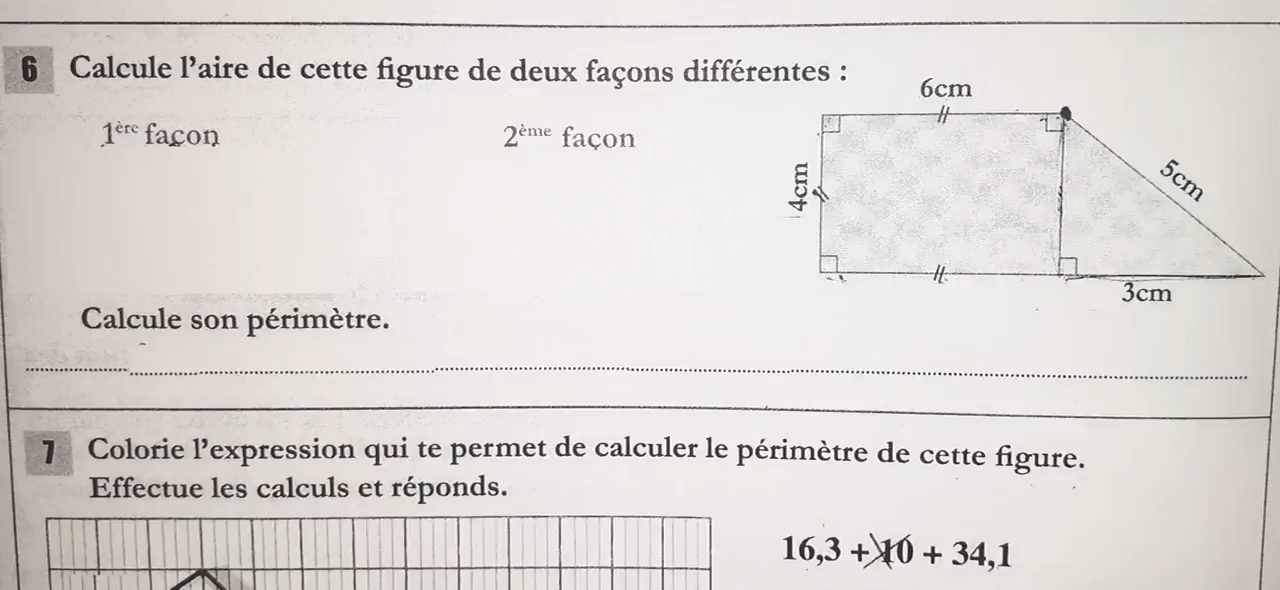 6 Calcule l'aire de cette figure de deux façons différentes :
1ère façon
2ème façon
6cm
4cm
5cm
3cm
Calcule son périmètre.
7 Colorie l'expression qui te permet de calculer le périmètre de cette figure.
Effectue les calculs et réponds.
16,3 + 10 + 34,1